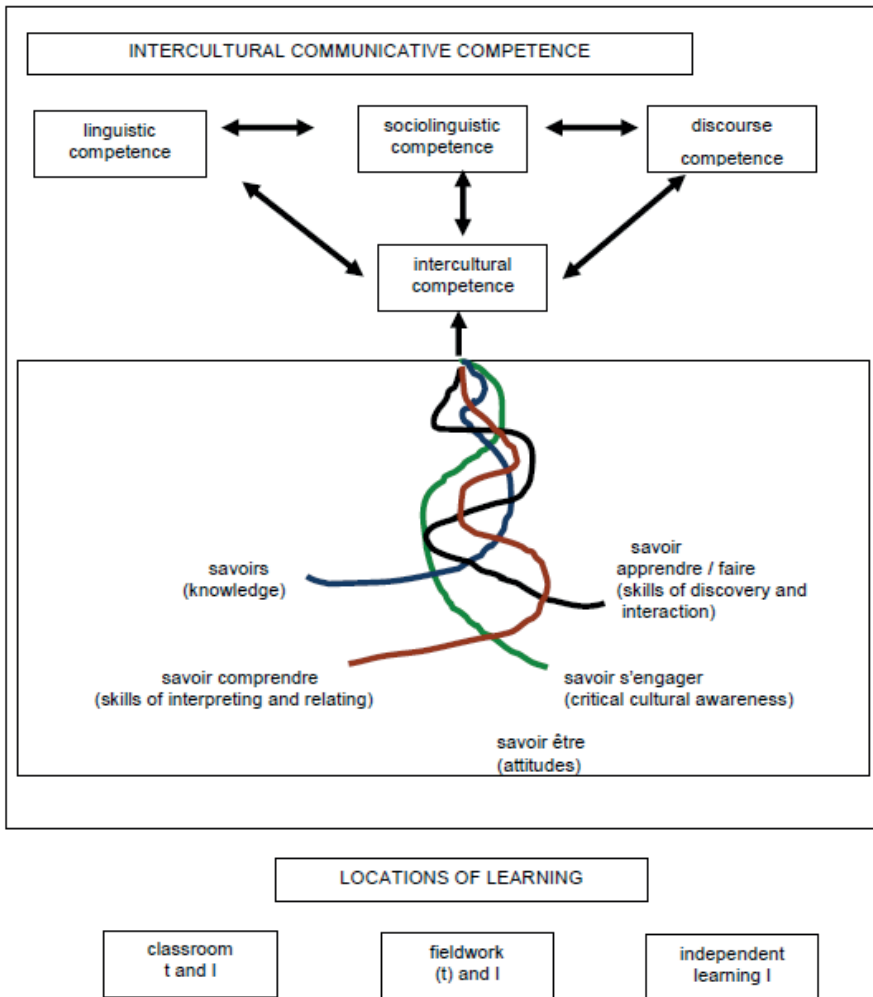 INTERCULTURAL COMMUNICATIVE COMPETENCE
linguistic
competence
sociolinguistic
competence
discourse
competence
intercultural
competence
savoirs
(knowledge)
savoir
apprendre / faire
(skills of discovery and
interaction)
savoir comprendre
(skills of interpreting and relating)
savoir s'engager
(critical cultural awareness)
savoir être
(attitudes)
LOCATIONS OF LEARNING
classroom
t and l
fieldwork
(t) and l
independent
learning l